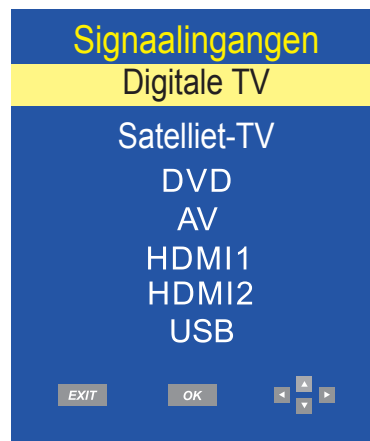 Signaalingangen
Digitale TV
Satelliet-TV
DVD
AV
HDMI1
HDMI2
USB
EXIT OK